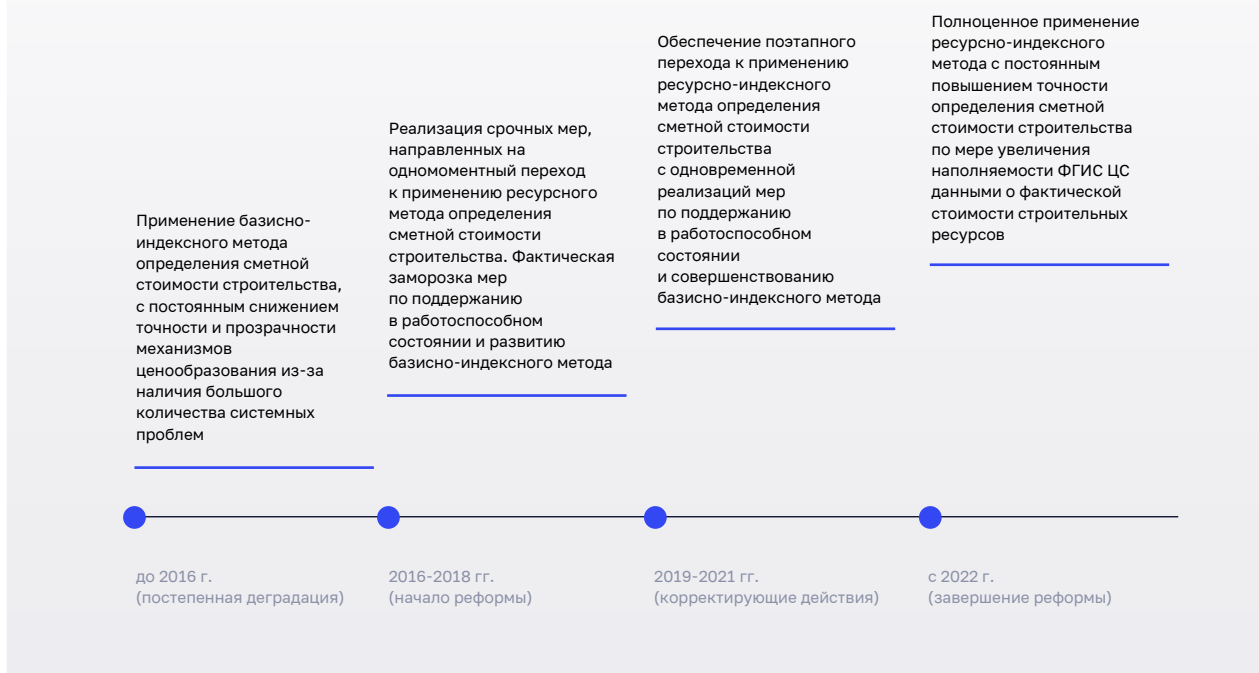 Применение базисно-
индексного метода
определения сметной
стоимости строительства,
с постоянным снижением
точности и прозрачности
механизмов
ценообразования из-за
наличия большого
количества системных
проблем
Реализация срочных мер,
направленных на
одномоментный переход
к применению ресурсного
метода определения
сметной стоимости
строительства. Фактическая
заморозка мер
по поддержанию
в работоспособном
состоянии и развитию
базисно-индексного метода
Обеспечение поэтапного
перехода к применению
ресурсно-индексного
метода определения
сметной стоимости
строительства
с одновременной
реализаций мер
по поддержанию
в работоспособном
состоянии
и совершенствованию
базисно-индексного метода
Полноценное применение
ресурсно-индексного
метода с постоянным
повышением точности
определения сметной
стоимости строительства
по мере увеличения
наполняемости ФГИС ЦС
данными о фактической
стоимости строительных
ресурсов
до 2016 г.
(постепенная деградация)
2016-2018 гг.
(начало реформы)
2019-2021 гг.
(корректирующие действия)
с 2022 г.
(завершение реформы)